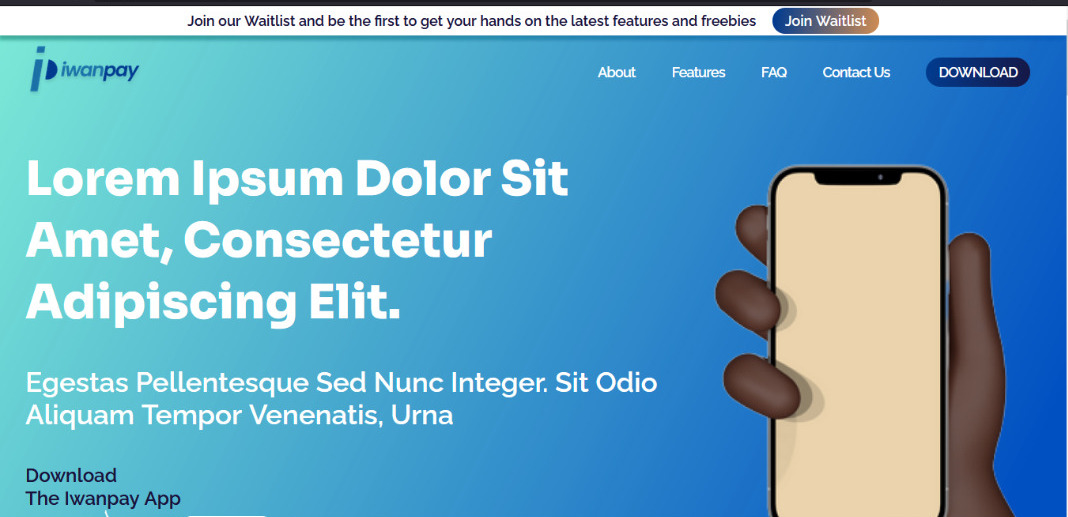 Join our Waitlist and be the first to get your hands on the latest features and freebies Join Waitlist
iwanpay About Features FAQ Contact Us DOWNLOAD
Lorem Ipsum Dolor Sit
Amet, Consectetur
Adipiscing Elit.
Egestas Pellentesque Sed Nunc Integer. Sit Odio
Aliquam Tempor Venenatis, Urna
Download
The Iwanpay App